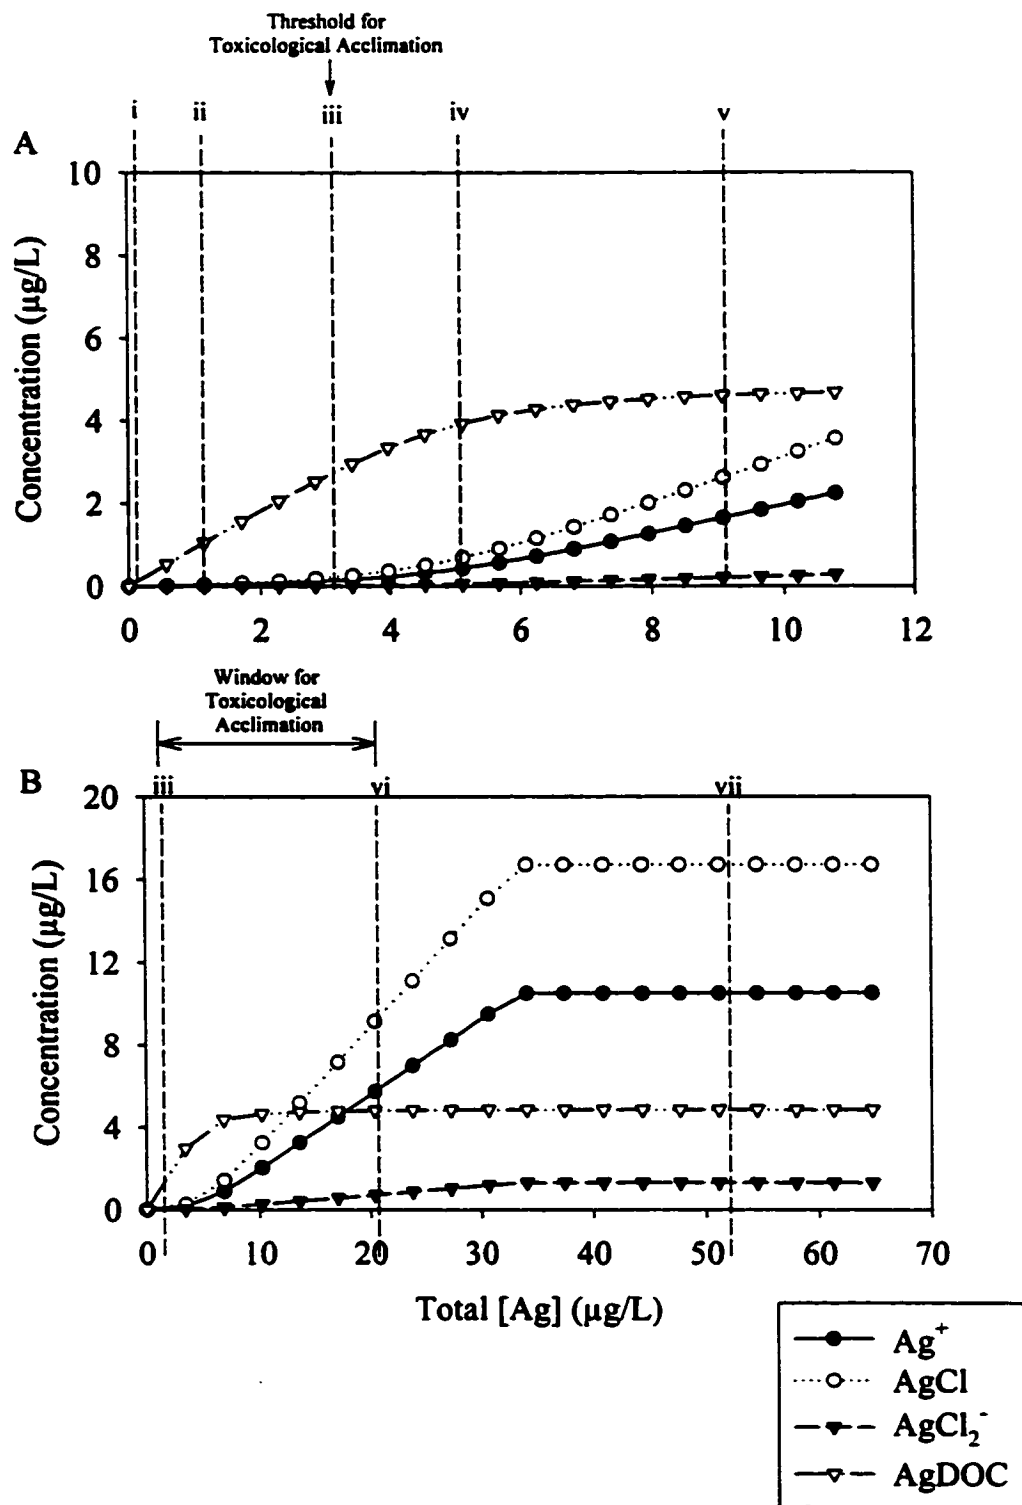 Threshold for
Toxicological Acclimation
i ii iii iv v
A
10
8
6
4
2
0
Concentration (µg/L)
0 2 4 6 8 10 12
Window for
Toxicological
Acclimation
B
iii vi vii
20
16
12
8
4
0
Concentration (µg/L)
0 10 20 30 40 50 60 70
Total [Ag] (µg/L)
Ag⁺
AgCl
AgCl₂⁻
AgDOC